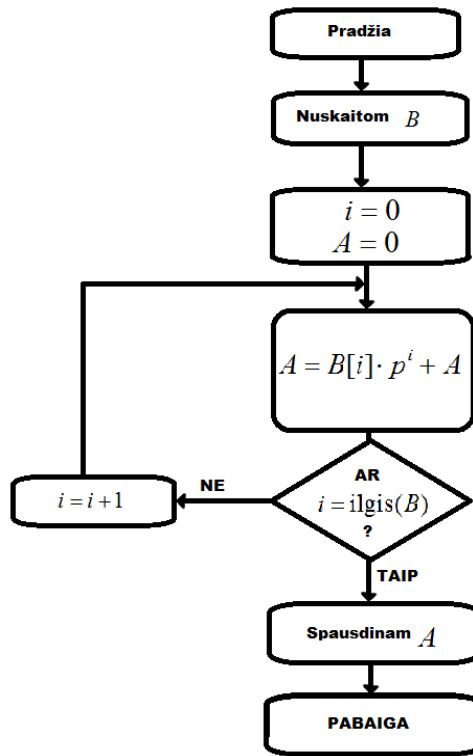 Pradžia
Nuskaitom B
i = 0
A = 0
A = B[i] · p^i + A
AR
i = ilgis(B)
?
NE
i = i + 1
TAIP
Spausdinam A
PABAIGA